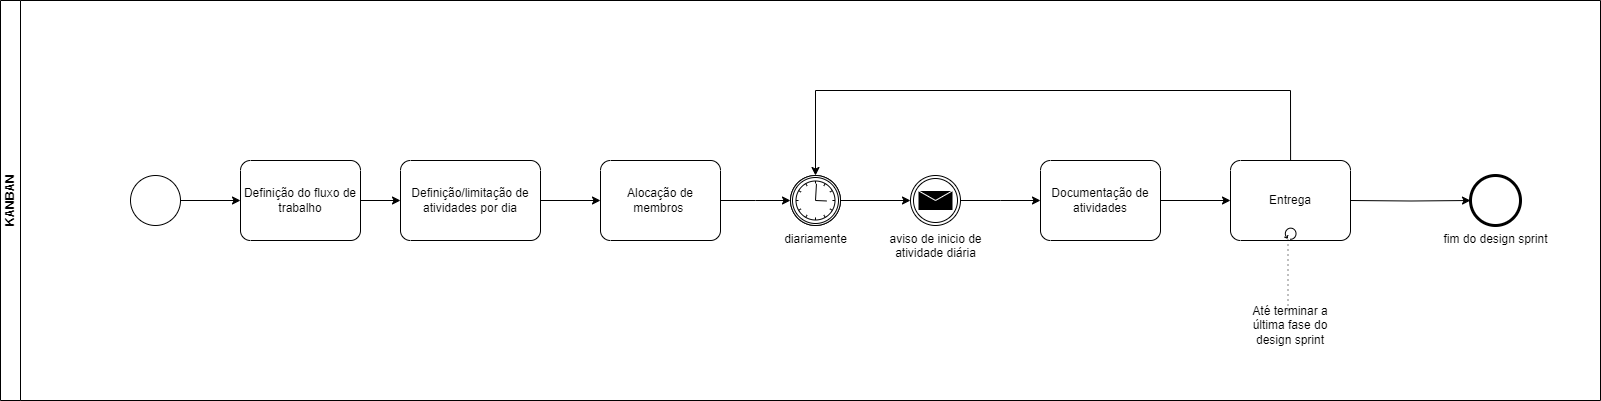 KANBAN
Definição do fluxo de
trabalho
Definição/limitação de
atividades por dia
Alocação de
membros
diariamente
aviso de inicio de
atividade diária
Documentação de
atividades
Entrega
fim do design sprint
Até terminar a
última fase do
design sprint